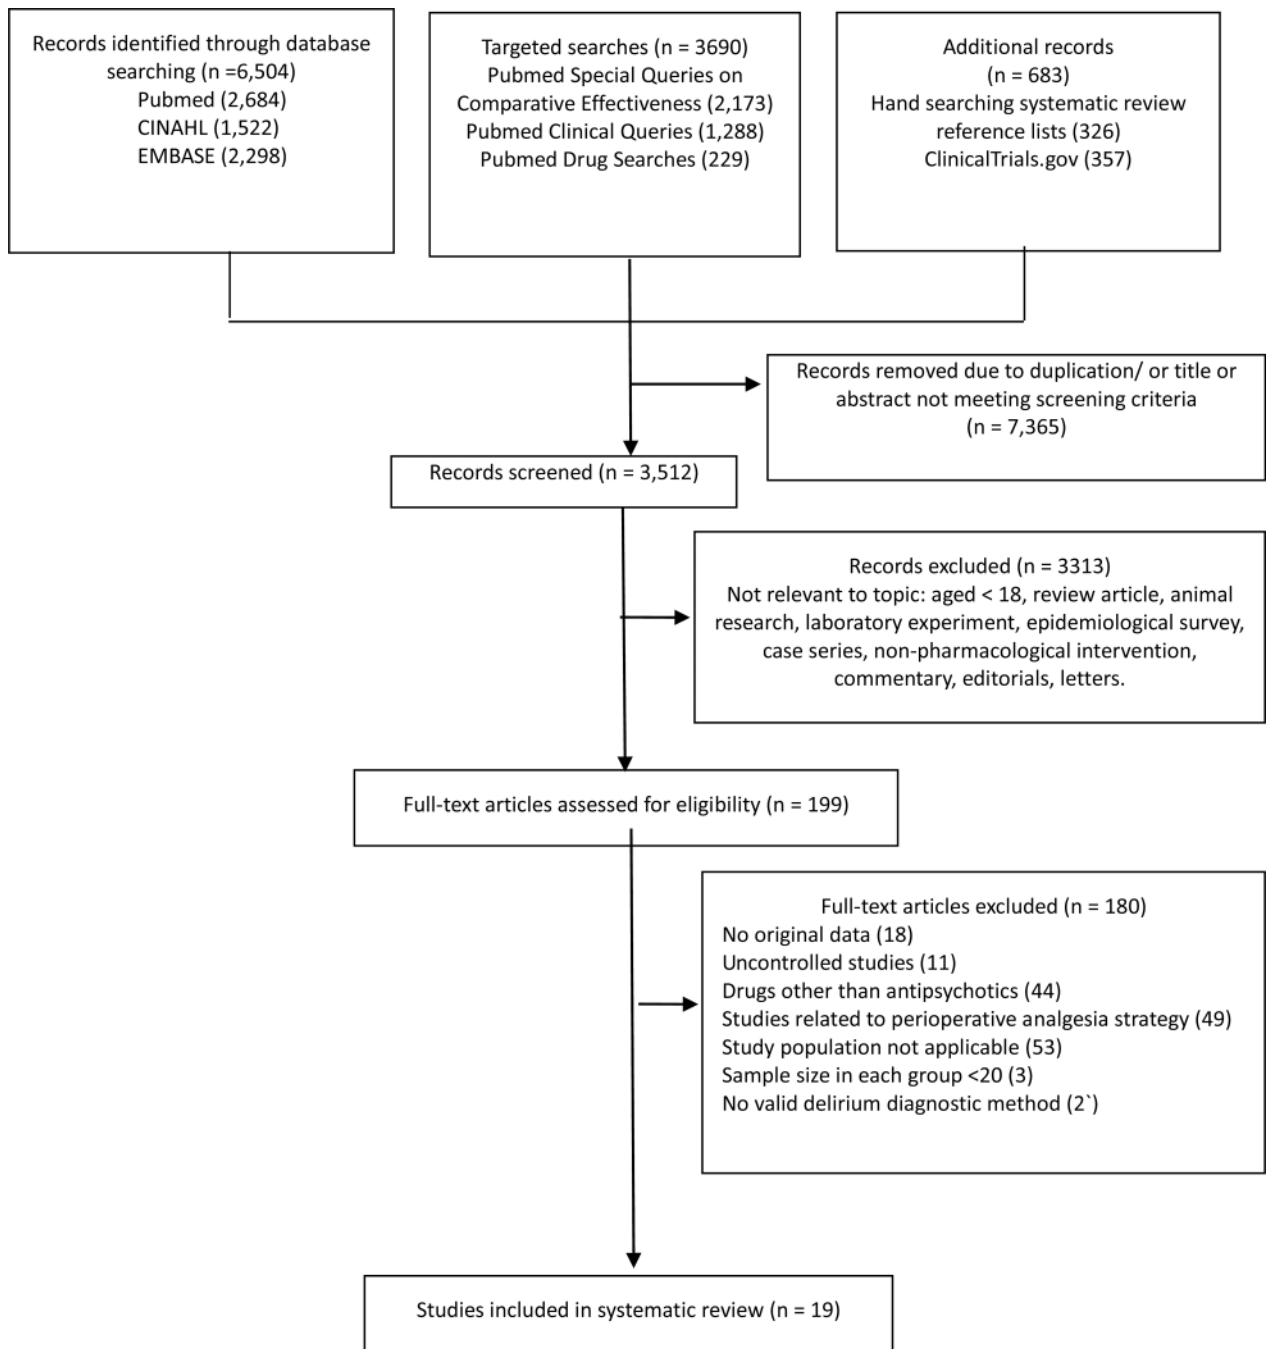 Records identified through database
searching (n =6,504)
Pubmed (2,684)
CINAHL (1,522)
EMBASE (2,298)
Targeted searches (n = 3690)
Pubmed Special Queries on
Comparative Effectiveness (2,173)
Pubmed Clinical Queries (1,288)
Pubmed Drug Searches (229)
Additional records
(n = 683)
Hand searching systematic review
reference lists (326)
ClinicalTrials.gov (357)
Records removed due to duplication/ or title or
abstract not meeting screening criteria
(n = 7,365)
Records screened (n = 3,512)
Records excluded (n = 3313)
Not relevant to topic: aged < 18, review article, animal
research, laboratory experiment, epidemiological survey,
case series, non-pharmacological intervention,
commentary, editorials, letters.
Full-text articles assessed for eligibility (n = 199)
Full-text articles excluded (n = 180)
No original data (18)
Uncontrolled studies (11)
Drugs other than antipsychotics (44)
Studies related to perioperative analgesia strategy (49)
Study population not applicable (53)
Sample size in each group <20 (3)
No valid delirium diagnostic method (2`)
Studies included in systematic review (n = 19)